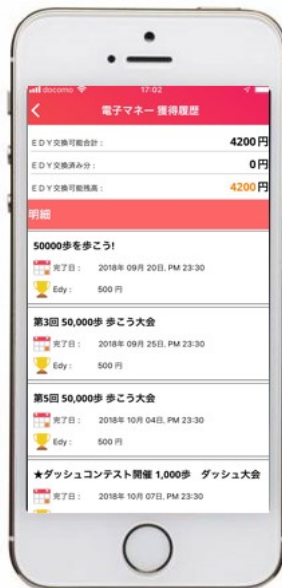 docomo 17:02
電子マネー 獲得履歴
EDY交換可能合計： 4200円
EDY交換済み分： 0円
EDY交換可能残高： 4200円
明細
50000歩を歩こう!
完了日： 2018年 09月 20日, PM 23:30
Edy： 500 円
第3回 50,000歩 歩こう大会
完了日： 2018年 09月 25日, PM 23:30
Edy： 500 円
第5回 50,000歩 歩こう大会
完了日： 2018年 10月 04日, PM 23:30
Edy： 500 円
★ダッシュコンテスト開催 1,000歩　ダッシュ大会
完了日： 2018年 10月 07日, PM 23:30